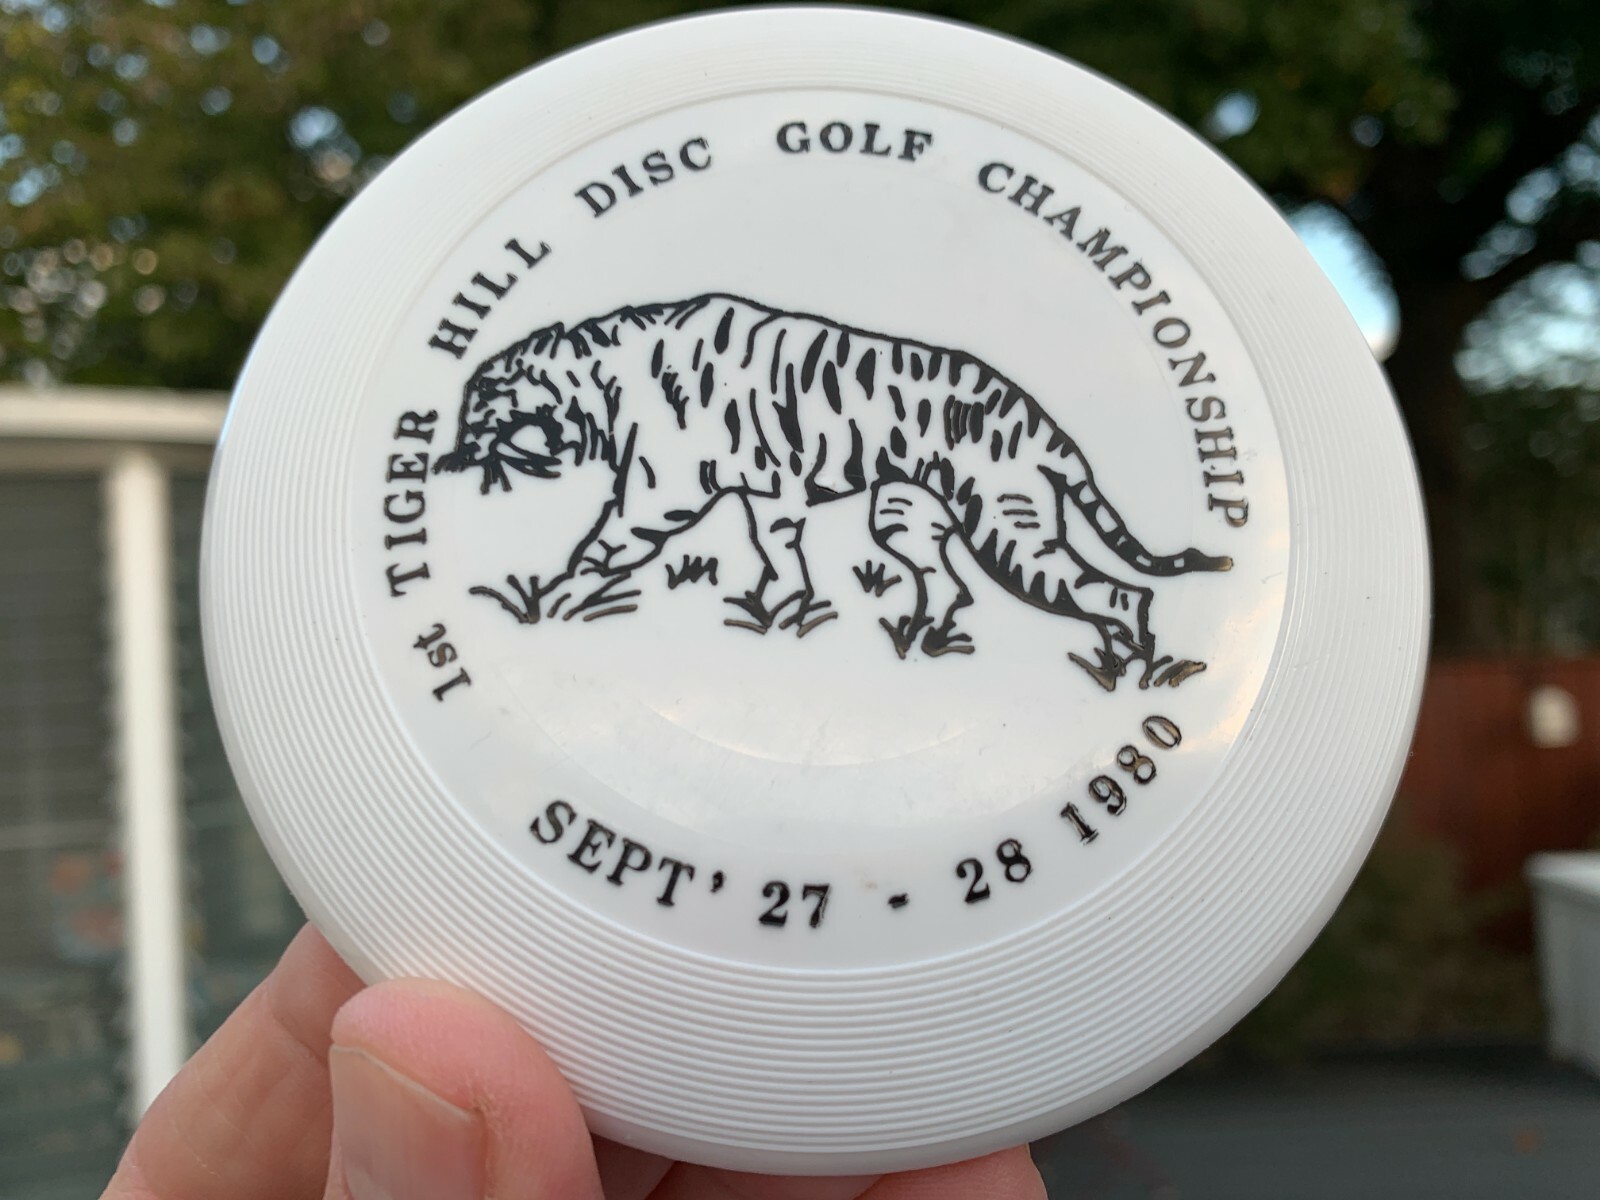 1st TIGER HILL DISC GOLF CHAMPIONSHIP
SEPT' 27 - 28 1980